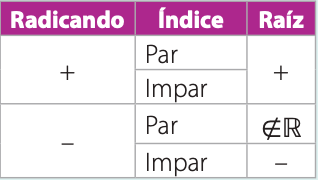 Radicando Índice Raíz
+ Par +
Impar
– Par ∉ℝ
Impar –